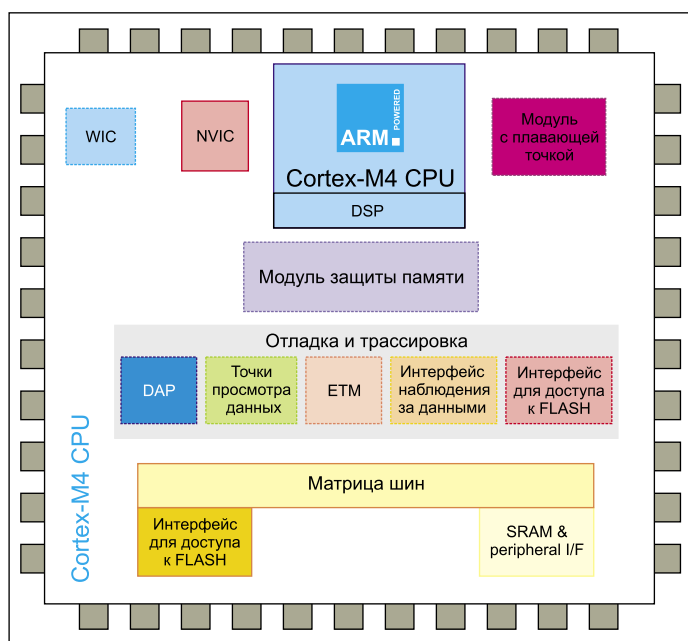 WIC
NVIC
ARM
POWERED
Cortex-M4 CPU
DSP
Модуль
с плавающей
точкой
Модуль защиты памяти
Отладка и трассировка
DAP
Точки
просмотра
данных
ETM
Интерфейс
наблюдения
за данными
Интерфейс
для доступа
к FLASH
Матрица шин
Интерфейс
для доступа
к FLASH
SRAM &
peripheral I/F
Cortex-M4 CPU